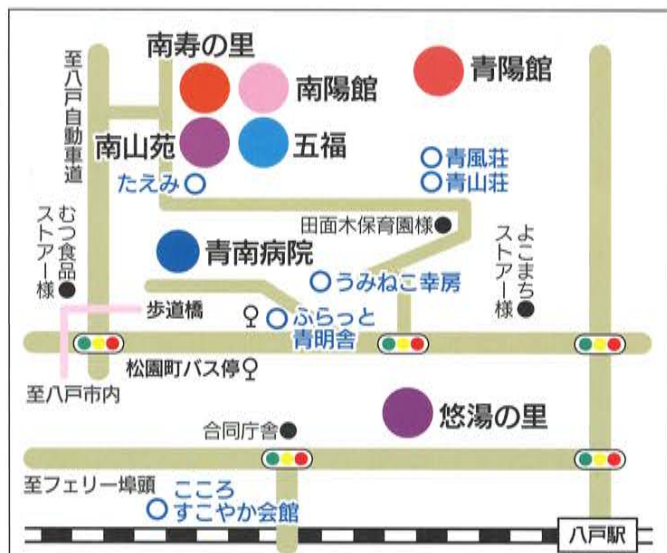 南寿の里
南陽館
青陽館
至八戸自動車道
南山苑
五福
たえみ
青風荘
青山荘
田面木保育園様
むつ食品
ストアー様
青南病院
よこまち
ストアー様
うみねこ幸房
歩道橋
ふらっと
青明舎
松園町バス停
至八戸市内
悠湯の里
合同庁舎
至フェリー埠頭
こころ
すこやか会館
八戸駅